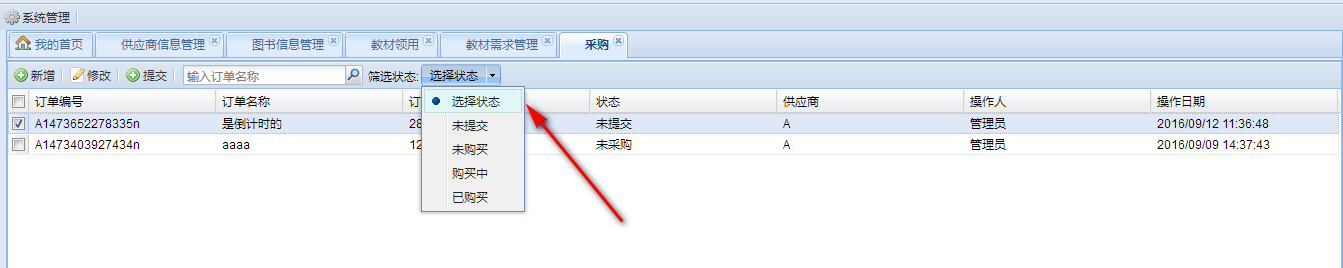 系统管理
我的首页 供应商信息管理 图书信息管理 教材领用 教材需求管理 采购
新增 修改 提交 输入订单名称 筛选状态: 选择状态
订单编号 订单名称 订 状态 供应商 操作人 操作日期
A1473652278335n 是倒计时的 28 未提交 A 管理员 2016/09/12 11:36:48
A1473403927434n aaaa 12 未采购 A 管理员 2016/09/09 14:37:43
选择状态
未提交
未购买
购买中
已购买